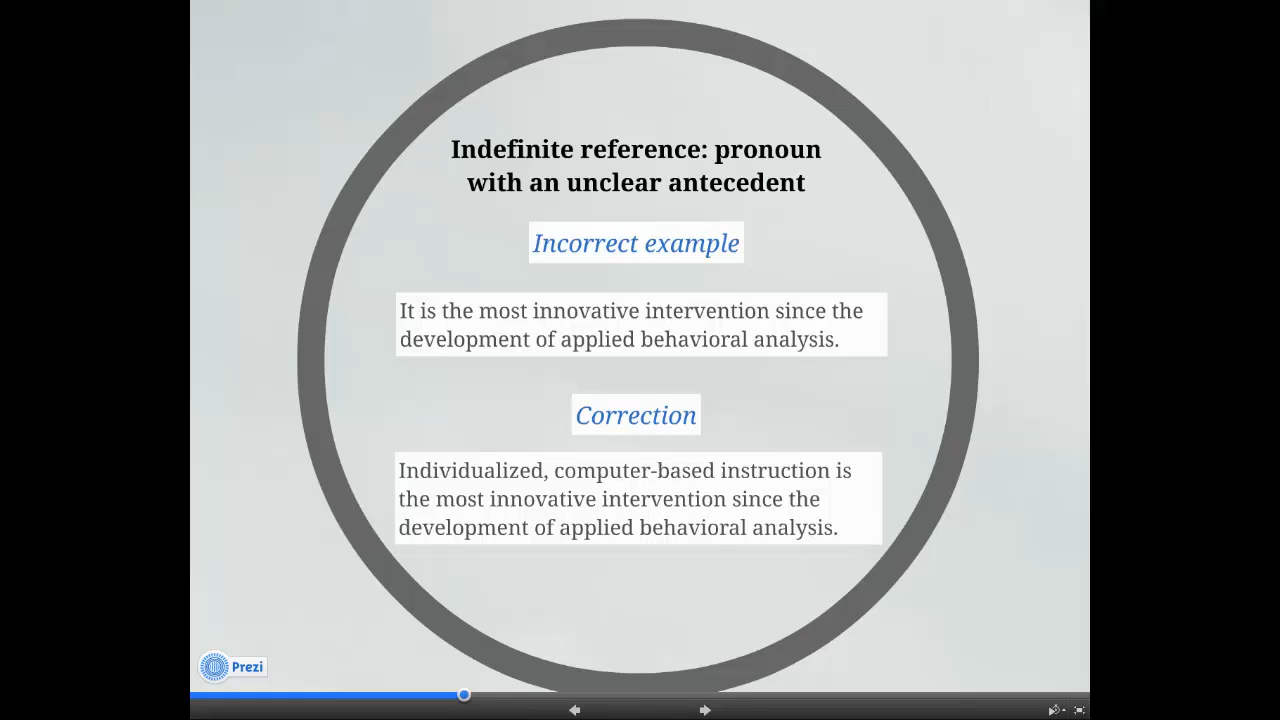 Indefinite reference: pronoun
with an unclear antecedent
Incorrect example
It is the most innovative intervention since the
development of applied behavioral analysis.
Correction
Individualized, computer-based instruction is
the most innovative intervention since the
development of applied behavioral analysis.
Prezi